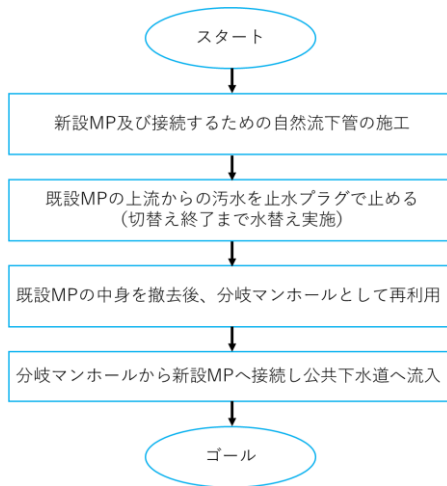 スタート
新設MP及び接続するための自然流下管の施工
既設MPの上流からの汚水を止水プラグで止める
(切替え終了まで水替え実施)
既設MPの中身を撤去後、分岐マンホールとして再利用
分岐マンホールから新設MPへ接続し公共下水道へ流入
ゴール